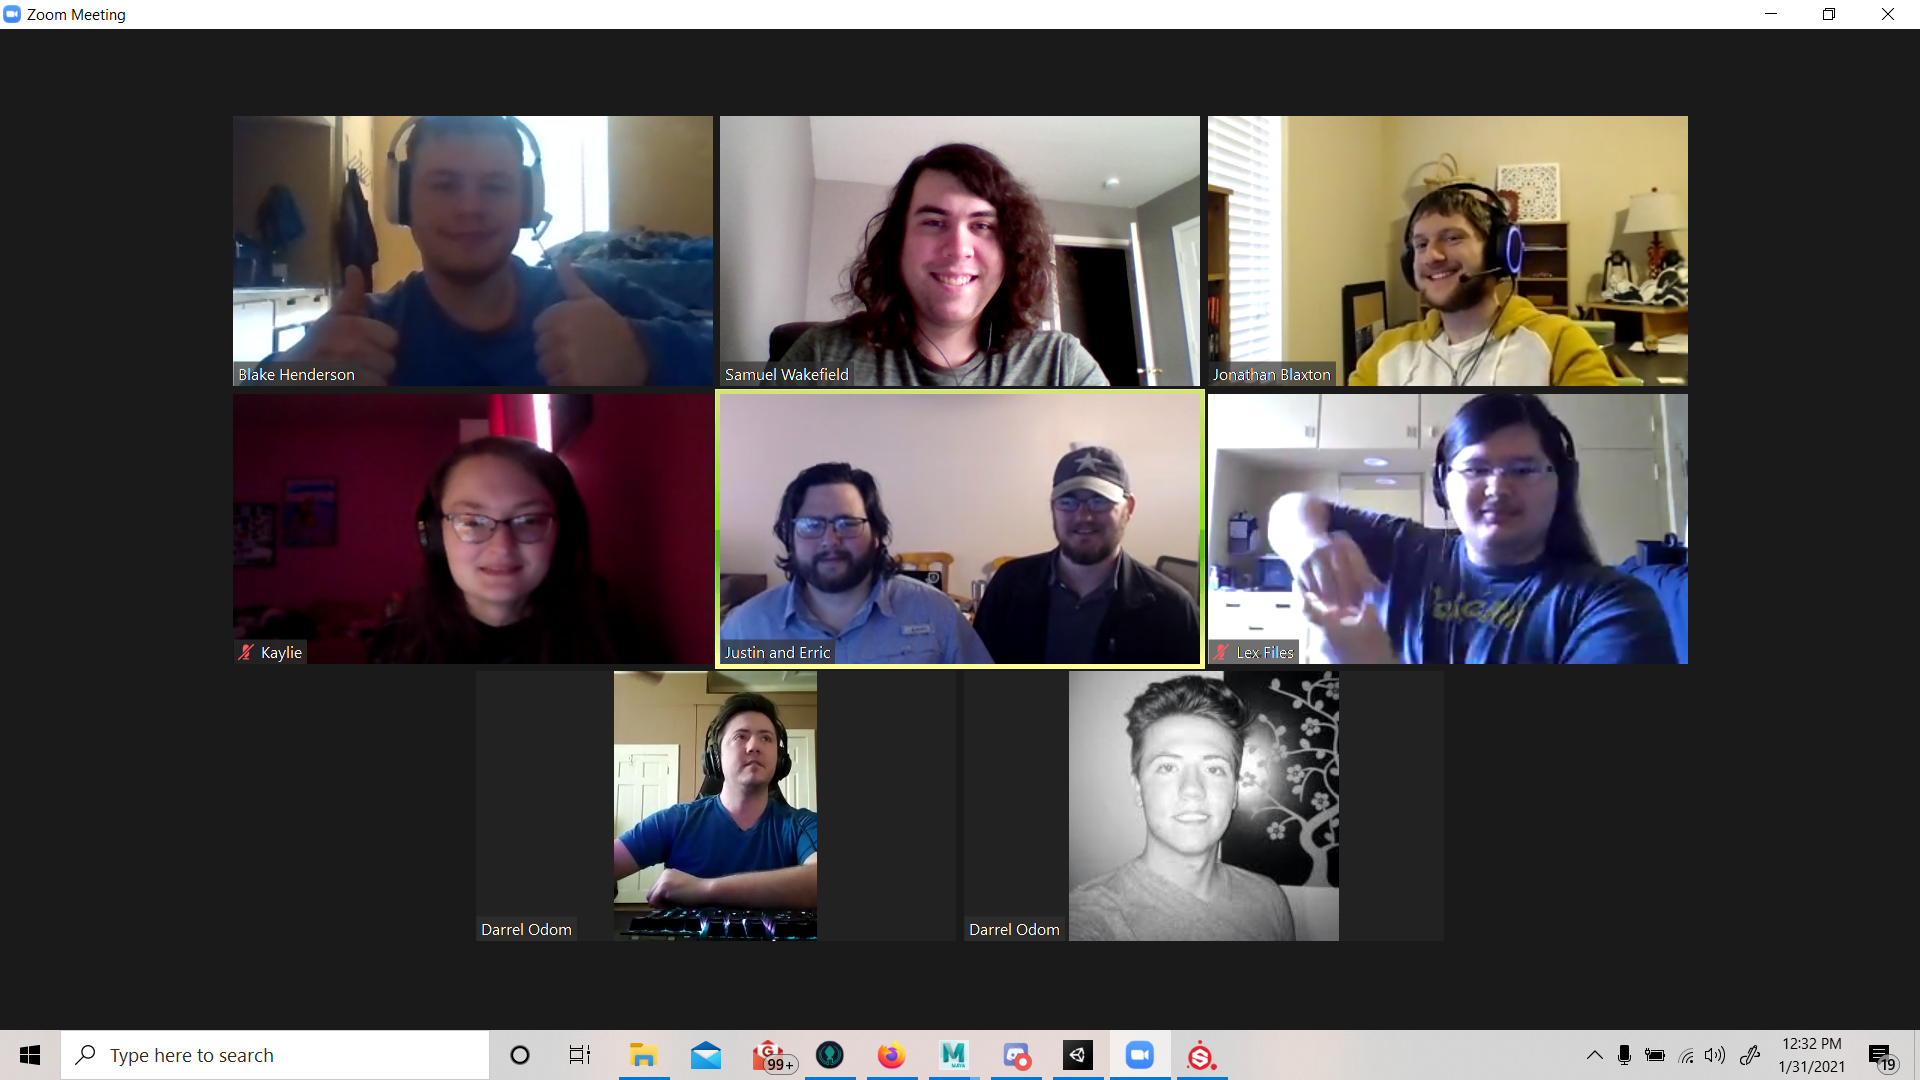 Zoom Meeting
Blake Henderson
Samuel Wakefield
Jonathan Blaxton
Kaylie
Justin and Erric
Lex Files
Darrel Odom
Darrel Odom
Type here to search
99+
MAYA
12:32 PM
1/31/2021
19